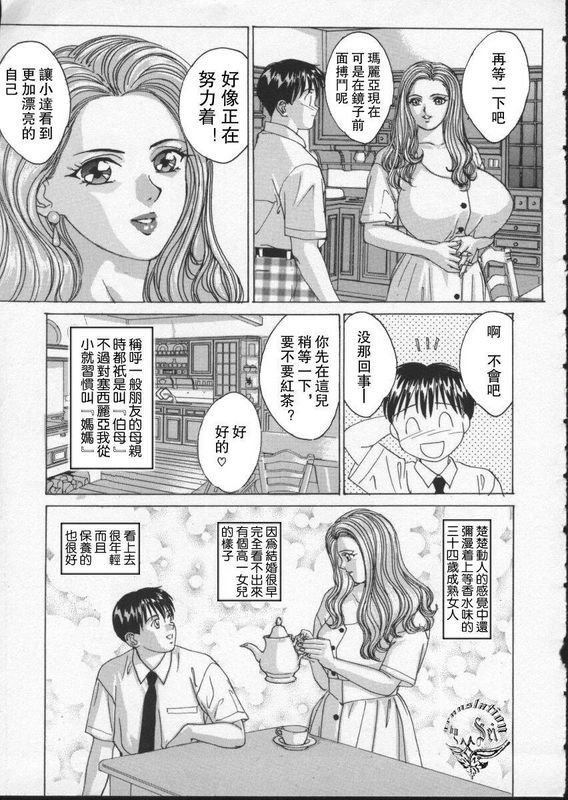 再等一下吧
瑪麗亞現在
可是在鏡子前
面搏鬥呢
好像正在
努力着！
讓小達看到
更加漂亮的
自己
啊 不會吧
没那回事—
你先在這兒
稍等一下，
要不要紅茶？
好
好的♡
稱呼一般朋友的母親
時都衹是叫『伯母』
不過對塞西麗亞我從
小就習慣叫『媽媽』
楚楚動人的感覺中還
彌漫着上等香水味的
三十四歲成熟女人
因爲結婚很早
完全看不出來
有個高一女兒
的樣子
看上去
很年輕
而且
保養的
也很好
translation
by
Sei